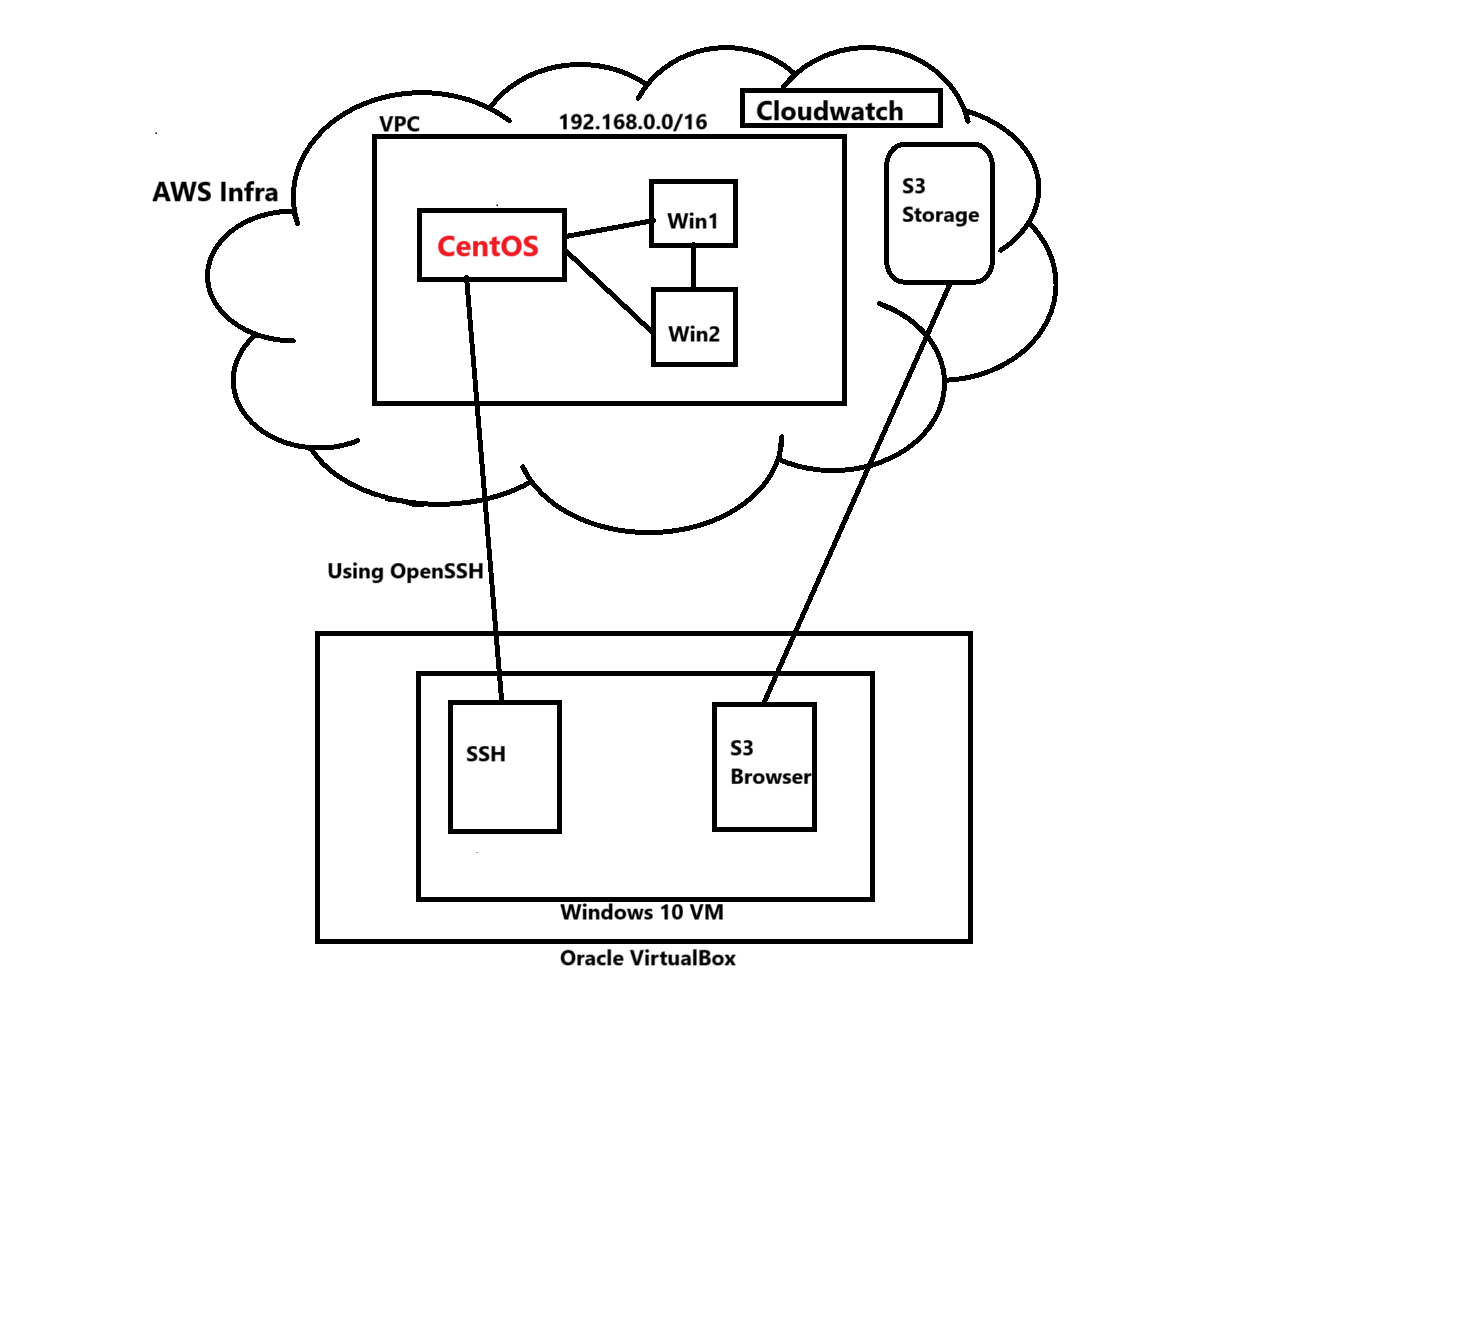 Cloudwatch
VPC
192.168.0.0/16
AWS Infra
S3
Storage
CentOS
Win1
Win2
Using OpenSSH
SSH
S3
Browser
Windows 10 VM
Oracle VirtualBox